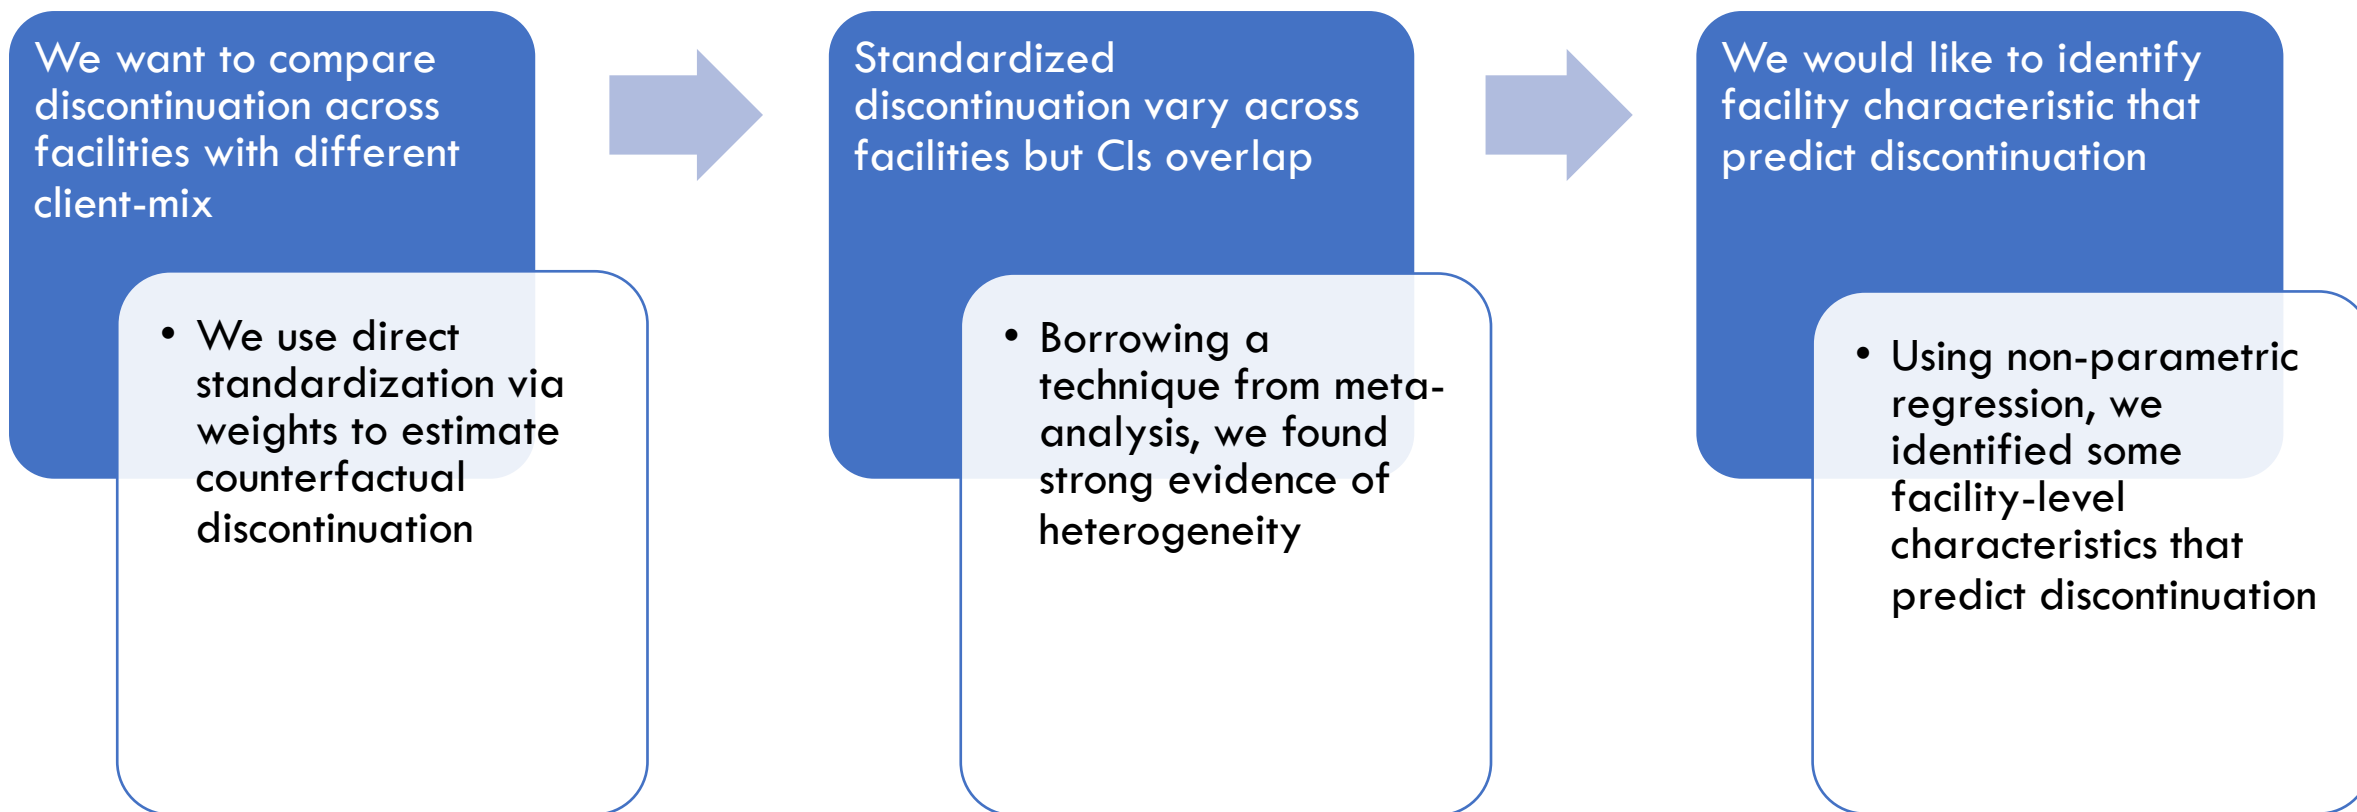 We want to compare
discontinuation across
facilities with different
client-mix
• We use direct
standardization via
weights to estimate
counterfactual
discontinuation
Standardized
discontinuation vary across
facilities but CIs overlap
• Borrowing a
technique from meta-
analysis, we found
strong evidence of
heterogeneity
We would like to identify
facility characteristic that
predict discontinuation
• Using non-parametric
regression, we
identified some
facility-level
characteristics that
predict discontinuation